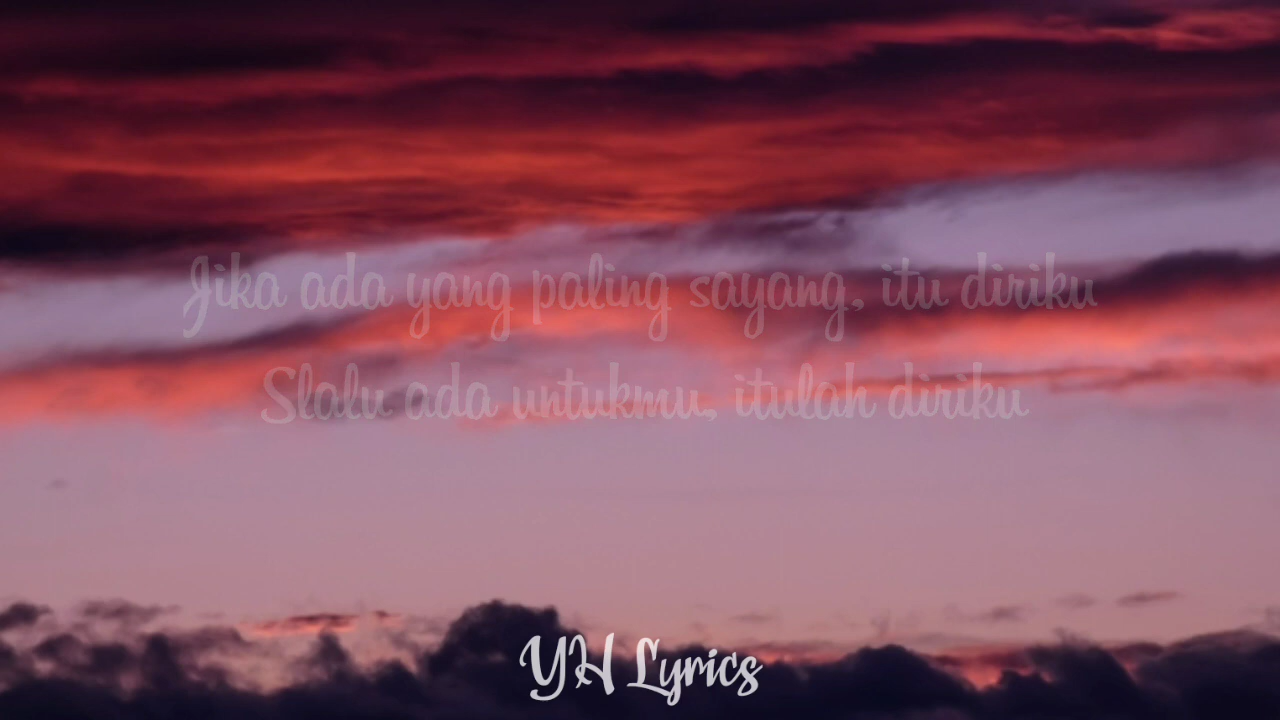 Jika ada yang paling sayang, itu diriku
Slalu ada untukmu, itulah diriku
YH Lyrics